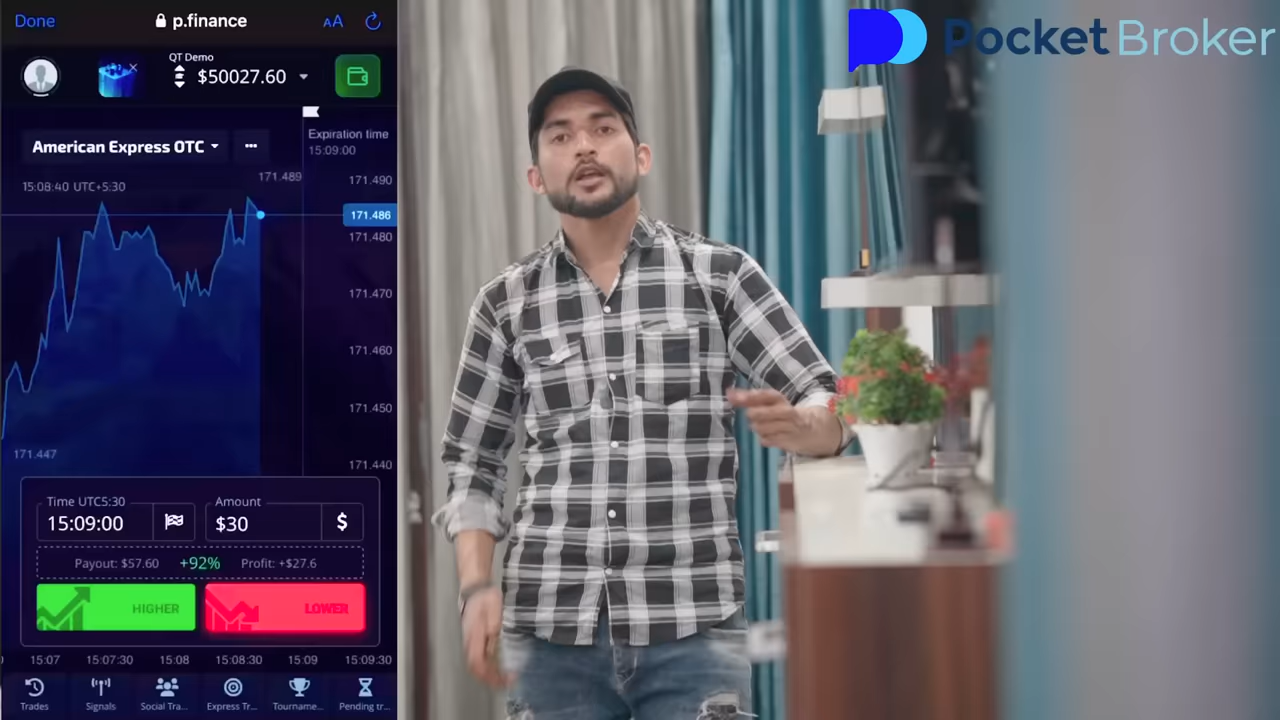 Done
p.finance
AA
QT Demo
$50027.60
American Express OTC
Expiration time
15:09:00
15:08:40 UTC+5:30
171.489
171.490
171.486
171.480
171.470
171.460
171.450
171.447
171.440
Time UTC5:30
15:09:00
Amount
$30
$
Payout: $57.60
+92%
Profit: +$27.6
HIGHER
LOWER
15:07
15:07:30
15:08
15:08:30
15:09
15:09:30
Trades
Signals
Social Tra...
Express Tr...
Tourname...
Pending tr...
Pocket Broker